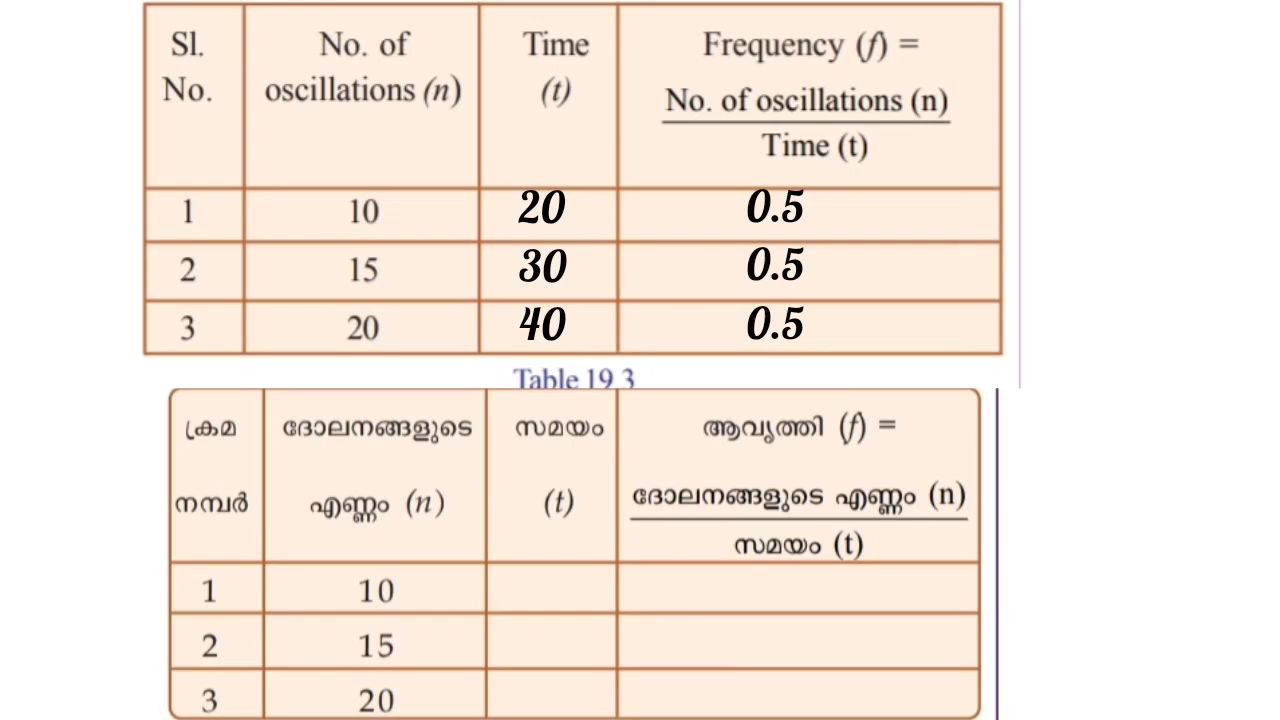 Sl. No. of Time Frequency (f) =
No. oscillations (n) (t) No. of oscillations (n)
Time (t)
1 10 20 0.5
2 15 30 0.5
3 20 40 0.5
Table 19.3
ക്രമ ദോലനങ്ങളുടെ സമയം ആവൃത്തി (f) =
നമ്പർ എണ്ണം (n) (t) ദോലനങ്ങളുടെ എണ്ണം (n)
സമയം (t)
1 10
2 15
3 20